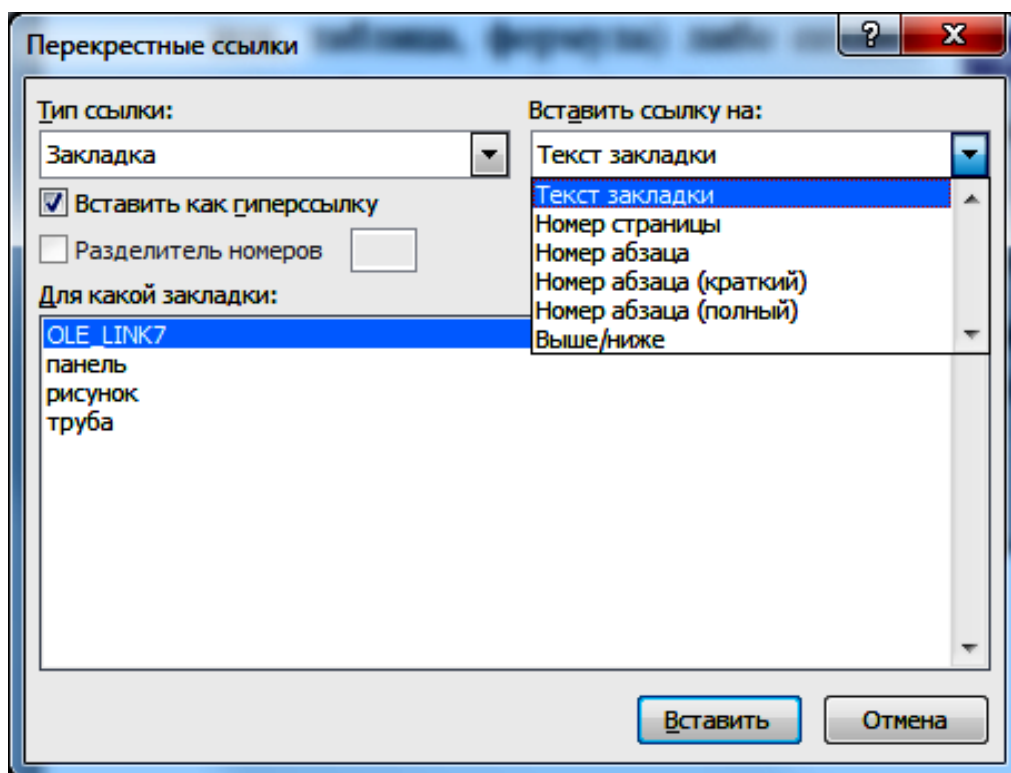 Перекрестные ссылки
Тип ссылки:
Вставить ссылку на:
Закладка
Текст закладки
Вставить как гиперссылку
Разделитель номеров
Текст закладки
Номер страницы
Номер абзаца
Номер абзаца (краткий)
Номер абзаца (полный)
Выше/ниже
Для какой закладки:
OLE_LINK7
панель
рисунок
труба
Вставить
Отмена